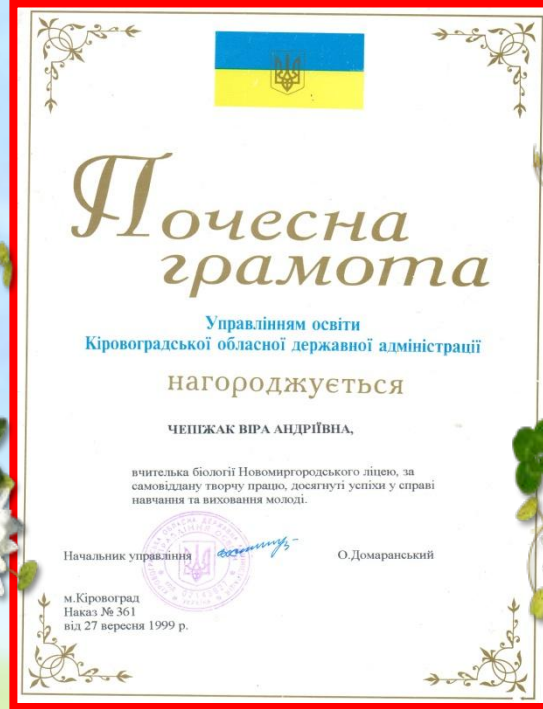 Почесна
грамота
Управлінням освіти
Кіровоградської обласної державної адміністрації
нагороджується
ЧЕПІЖАК ВІРА АНДРІЇВНА,
вчителька біології Новомиргородського ліцею, за
самовіддану творчу працю, досягнуті успіхи у справі
навчання та виховання молоді.
Начальник управління О.Домаранський
м.Кіровоград
Наказ № 361
від 27 вересня 1999 р.